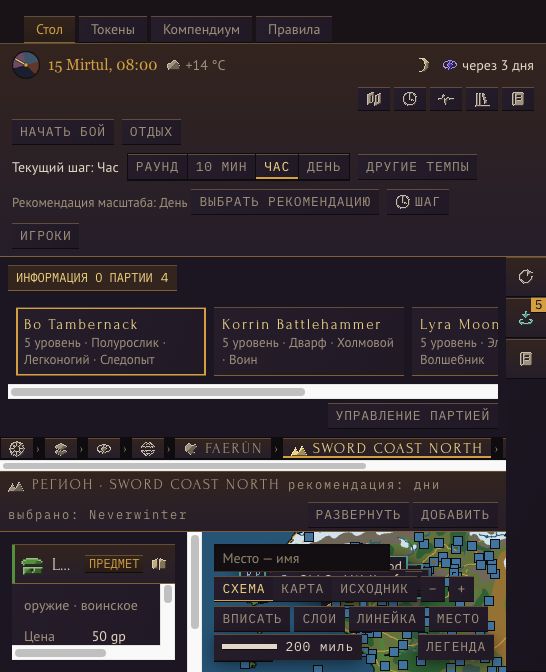 Стол Токены Компендиум Правила
15 Mirtul, 08:00 +14 °C через 3 дня
НАЧАТЬ БОЙ ОТДЫХ
Текущий шаг: Час РАУНД 10 МИН ЧАС ДЕНЬ ДРУГИЕ ТЕМПЫ
Рекомендация масштаба: День ВЫБРАТЬ РЕКОМЕНДАЦИЮ ШАГ
ИГРОКИ
ИНФОРМАЦИЯ О ПАРТИИ 4
5
Bo Tambernack
5 уровень · Полурослик ·
Легконогий · Следопыт
Korrin Battlehammer
5 уровень · Дварф · Холмовой
· Воин
Lyra Moon
5 уровень · Эл
Волшебник
УПРАВЛЕНИЕ ПАРТИЕЙ
› › › › FAERÛN › SWORD COAST NORTH ›
РЕГИОН · SWORD COAST NORTH рекомендация: дни
выбрано: Neverwinter РАЗВЕРНУТЬ ДОБАВИТЬ
L... ПРЕДМЕТ
оружие · воинское
Цена 50 gp
Место — имя
СХЕМА КАРТА ИСХОДНИК − +
ВПИСАТЬ СЛОИ ЛИНЕЙКА МЕСТО
200 миль ЛЕГЕНДА